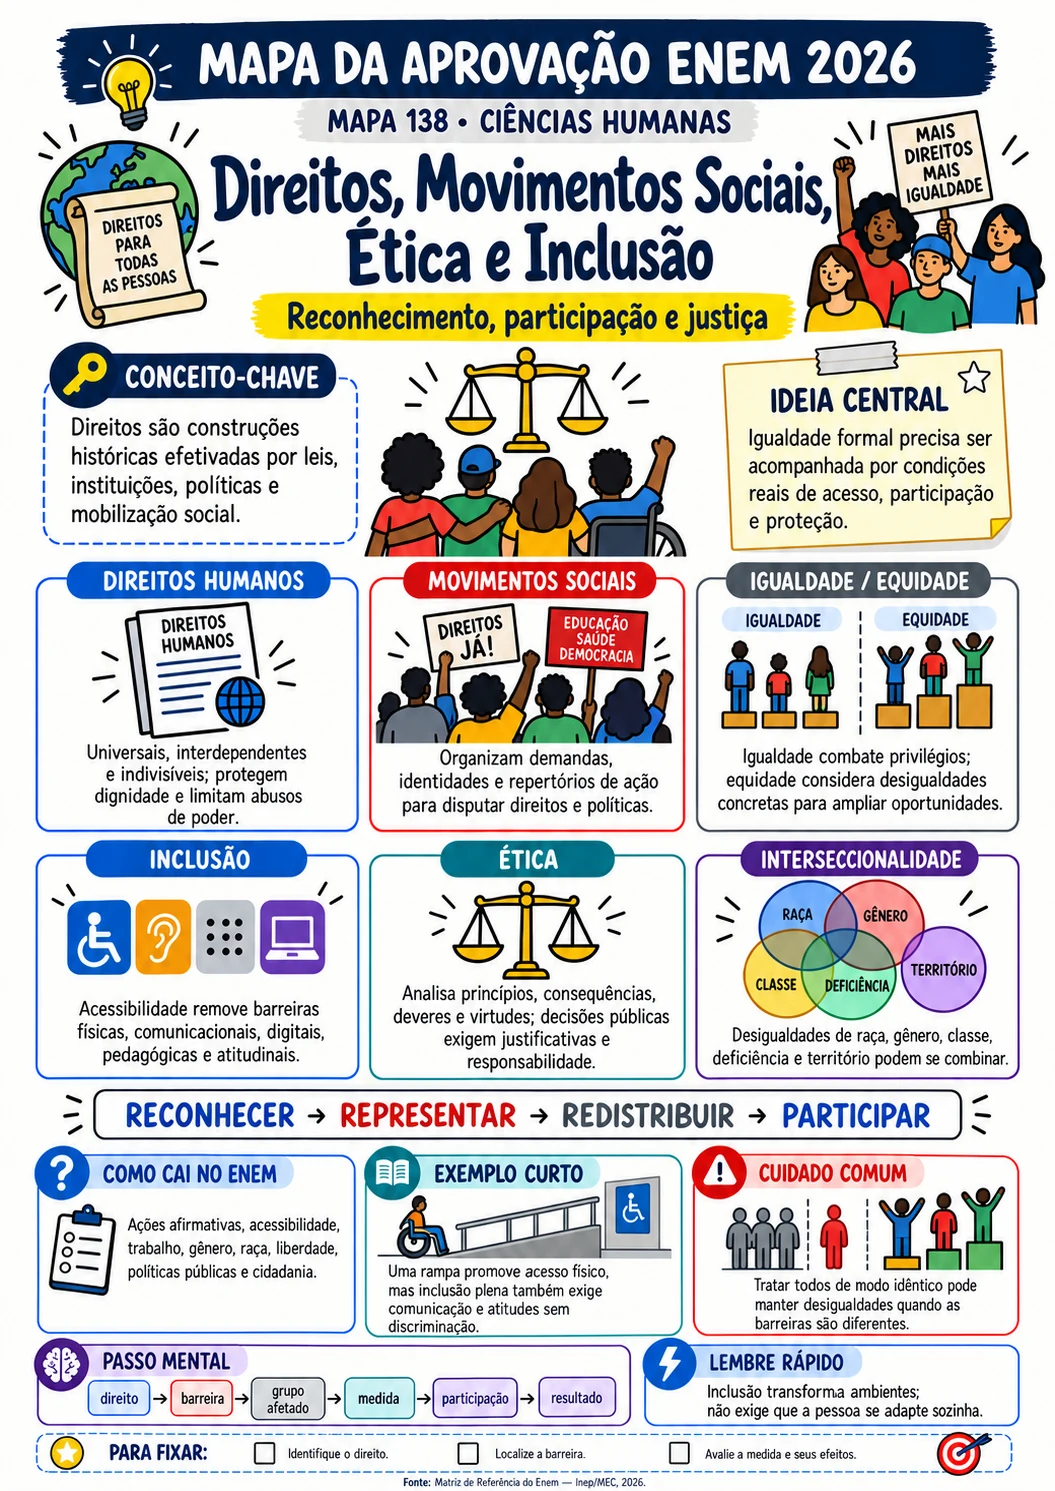 MAPA DA APROVAÇÃO ENEM 2026
MAPA 138 • CIÊNCIAS HUMANAS
Direitos, Movimentos Sociais,
Ética e Inclusão
Reconhecimento, participação e justiça
DIREITOS
PARA
TODAS
AS PESSOAS
MAIS
DIREITOS
MAIS
IGUALDADE
CONCEITO-CHAVE
Direitos são construções
históricas efetivadas por leis,
instituições, políticas e
mobilização social.
IDEIA CENTRAL
Igualdade formal precisa ser
acompanhada por condições
reais de acesso, participação
e proteção.
DIREITOS HUMANOS
DIREITOS
HUMANOS
Universais, interdependentes
e indivisíveis; protegem
dignidade e limitam abusos
de poder.
MOVIMENTOS SOCIAIS
DIREITOS
JÁ!
EDUCAÇÃO
SAÚDE
DEMOCRACIA
Organizam demandas,
identidades e repertórios de ação
para disputar direitos e políticas.
IGUALDADE / EQUIDADE
IGUALDADE
EQUIDADE
Igualdade combate privilégios;
equidade considera desigualdades
concretas para ampliar oportunidades.
INCLUSÃO
Acessibilidade remove barreiras
físicas, comunicacionais, digitais,
pedagógicas e atitudinais.
ÉTICA
Analisa princípios, consequências,
deveres e virtudes; decisões públicas
exigem justificativas e
responsabilidade.
INTERSECCIONALIDADE
RAÇA
GÊNERO
CLASSE
DEFICIÊNCIA
TERRITÓRIO
Desigualdades de raça, gênero, classe,
deficiência e território podem se combinar.
RECONHECER → REPRESENTAR → REDISTRIBUIR → PARTICIPAR
? COMO CAI NO ENEM
Ações afirmativas, acessibilidade,
trabalho, gênero, raça, liberdade,
políticas públicas e cidadania.
EXEMPLO CURTO
Uma rampa promove acesso físico,
mas inclusão plena também exige
comunicação e atitudes sem
discriminação.
! CUIDADO COMUM
Tratar todos de modo idêntico pode
manter desigualdades quando as
barreiras são diferentes.
PASSO MENTAL
direito → barreira → grupo afetado → medida → participação → resultado
LEMBRE RÁPIDO
Inclusão transforma ambientes;
não exige que a pessoa se adapte sozinha.
PARA FIXAR: Identifique o direito. Localize a barreira. Avalie a medida e seus efeitos.
Fonte: Matriz de Referência do Enem — Inep/MEC, 2026.